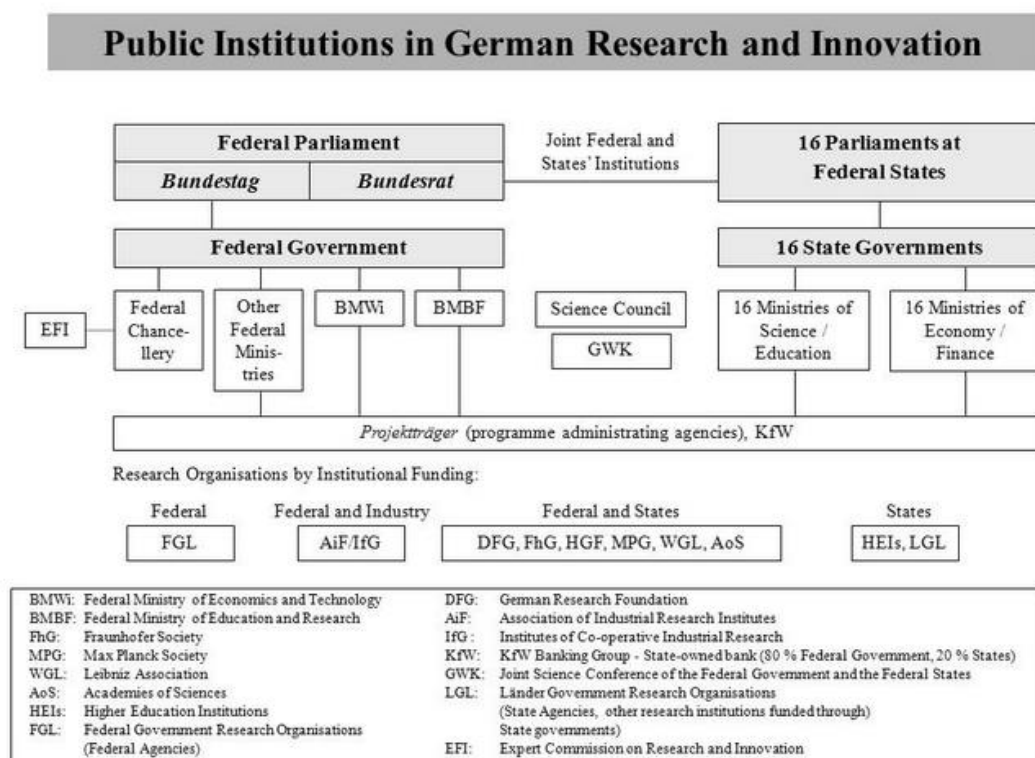 Public Institutions in German Research and Innovation
Federal Parliament
Bundestag
Bundesrat
Joint Federal and
States' Institutions
16 Parliaments at
Federal States
Federal Government
16 State Governments
EFI
Federal
Chance-
llery
Other
Federal
Minis-
tries
BMWi
BMBF
Science Council
GWK
16 Ministries of
Science /
Education
16 Ministries of
Economy /
Finance
Projektträger (programme administrating agencies), KfW
Research Organisations by Institutional Funding:
Federal
Federal and Industry
Federal and States
States
FGL
AiF/IfG
DFG, FhG, HGF, MPG, WGL, AoS
HEIs, LGL
BMWi: Federal Ministry of Economics and Technology
BMBF: Federal Ministry of Education and Research
FhG: Fraunhofer Society
MPG: Max Planck Society
WGL: Leibniz Association
AoS: Academies of Sciences
HEIs: Higher Education Institutions
FGL: Federal Government Research Organisations
(Federal Agencies)
DFG: German Research Foundation
AiF: Association of Industrial Research Institutes
IfG : Institutes of Co-operative Industrial Research
KfW: KfW Banking Group - State-owned bank (80 % Federal Government, 20 % States)
GWK: Joint Science Conference of the Federal Government and the Federal States
LGL: Länder Government Research Organisations
(State Agencies, other research institutions funded through)
State governments)
EFI: Expert Commission on Research and Innovation